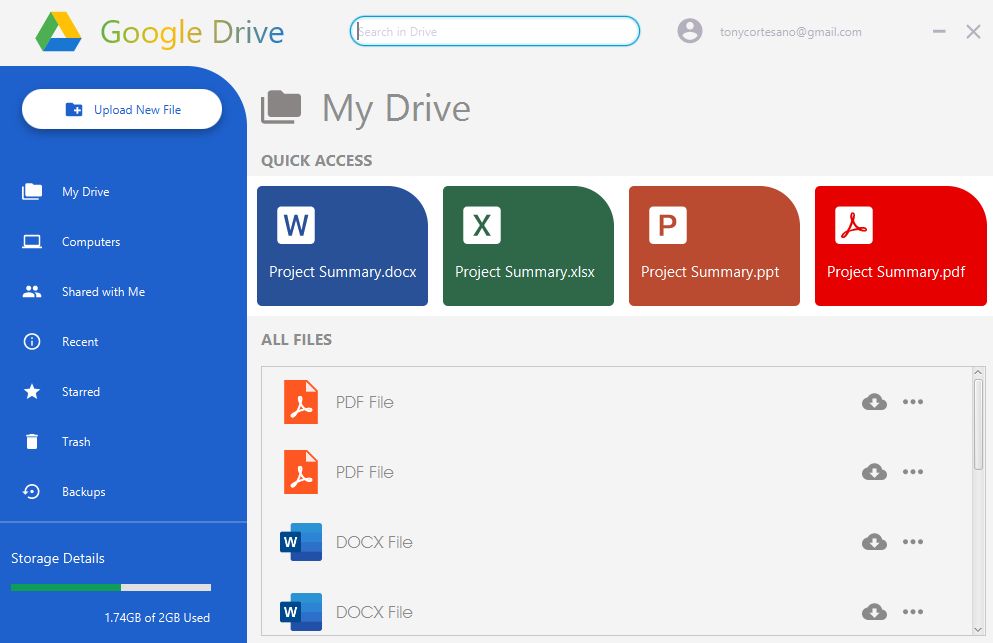 Google Drive
Search in Drive
tonycortesano@gmail.com
Upload New File
My Drive
Computers
Shared with Me
Recent
Starred
Trash
Backups
Storage Details
1.74GB of 2GB Used
My Drive
QUICK ACCESS
W
Project Summary.docx
X
Project Summary.xlsx
P
Project Summary.ppt
Project Summary.pdf
ALL FILES
PDF File
PDF File
W
DOCX File
W
DOCX File